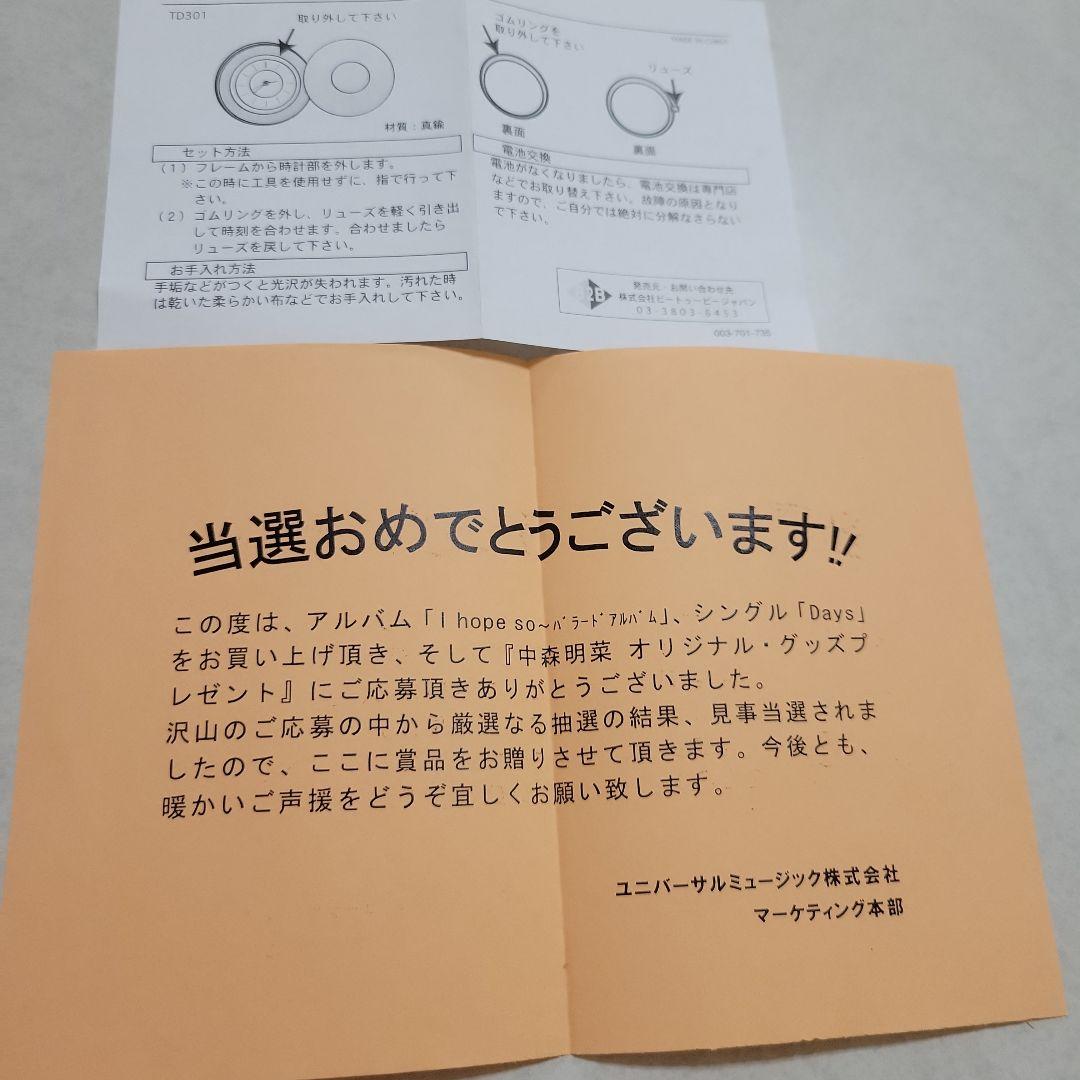 TD301
取り外して下さい
材質：真鍮
セット方法
（1）フレームから時計部を外します。
※この時に工具を使用せずに、指で行って下
さい。
（2）ゴムリングを外し、リューズを軽く引き出
して時刻を合わせます。合わせましたら
リューズを戻して下さい。
お手入れ方法
手垢などがつくと光沢が失われます。汚れた時
は乾いた柔らかい布などでお手入れして下さい。
ゴムリングを
取り外して下さい
リューズ
裏面
裏面
電池交換
電池がなくなりましたら、電池交換は専門店
などでお取り替え下さい。故障の原因となり
ますので、ご自分では絶対に分解なさらない
で下さい。
発売元・お問い合わせ先
株式会社ビートゥービージャパン
03-3803-6453
003-701-735
当選おめでとうございます!!
この度は、アルバム「I hope so～ﾊﾞﾗｰﾄﾞｱﾙﾊﾞﾑ」、シングル「Days」
をお買い上げ頂き、そして『中森明菜 オリジナル・グッズプ
レゼント』にご応募頂きありがとうございました。
沢山のご応募の中から厳選なる抽選の結果、見事当選されま
したので、ここに賞品をお贈りさせて頂きます。今後とも、
暖かいご声援をどうぞ宜しくお願い致します。
ユニバーサルミュージック株式会社
マーケティング本部